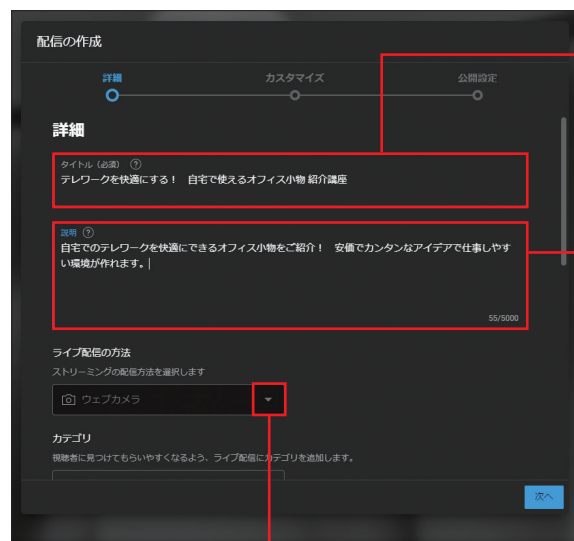 配信の作成
詳細 カスタマイズ 公開設定
詳細
タイトル（必須） ?
テレワークを快適にする！　自宅で使えるオフィス小物 紹介講座
説明 ?
自宅でのテレワークを快適にできるオフィス小物をご紹介！　安価でカンタンなアイデアで仕事しやす
い環境が作れます。
55/5000
ライブ配信の方法
ストリーミングの配信方法を選択します
ウェブカメラ
カテゴリ
視聴者に見つけてもらいやすくなるよう、ライブ配信にカテゴリを追加します。
次へ